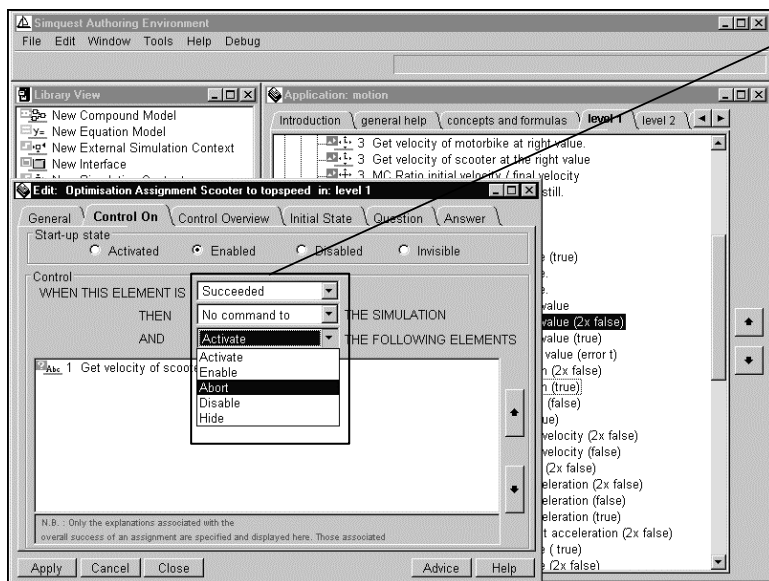 Simquest Authoring Environment
File Edit Window Tools Help Debug
Library View
New Compound Model
y= New Equation Model
New External Simulation Context
New Interface
Application: motion
Introduction general help concepts and formulas level 1 level 2
3 Get velocity of motorbike at right value.
3 Get velocity of scooter at the right value
3 MC Ratio initial velocity / final velocity
still.
e (true)
value
value (2x false)
value (true)
value (error t)
n (2x false)
n (true)
(false)
ue)
velocity (2x false)
velocity (false)
(2x false)
eleration (2x false)
eleration (false)
eleration (true)
t acceleration (2x false)
e ( true)
e (2x false)
Edit: Optimisation Assignment Scooter to topspeed in: level 1
General Control On Control Overview Initial State Question Answer
Start-up state
Activated Enabled Disabled Invisible
Control
WHEN THIS ELEMENT IS Succeeded
THEN No command to THE SIMULATION
AND Activate THE FOLLOWING ELEMENTS
Activate
Enable
Abort
Disable
Hide
Abc 1 Get velocity of scoote
N.B. : Only the explanations associated with the
overall success of an assignment are specified and displayed here. Those associated
Apply Cancel Close Advice Help